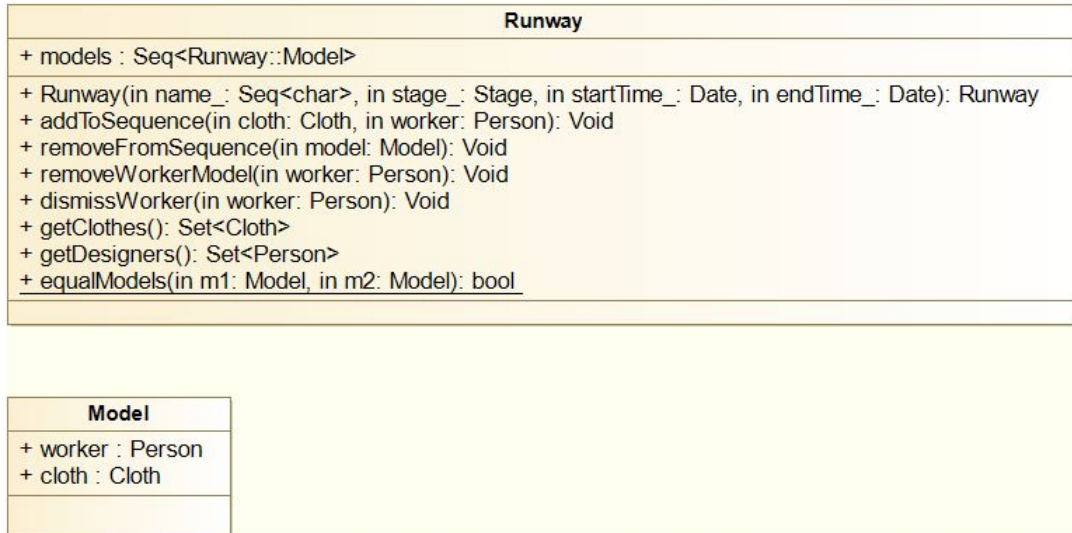 Runway
+ models : Seq<Runway::Model>
+ Runway(in name_: Seq<char>, in stage_: Stage, in startTime_: Date, in endTime_: Date): Runway
+ addToSequence(in cloth: Cloth, in worker: Person): Void
+ removeFromSequence(in model: Model): Void
+ removeWorkerModel(in worker: Person): Void
+ dismissWorker(in worker: Person): Void
+ getClothes(): Set<Cloth>
+ getDesigners(): Set<Person>
+ equalModels(in m1: Model, in m2: Model): bool
Model
+ worker : Person
+ cloth : Cloth